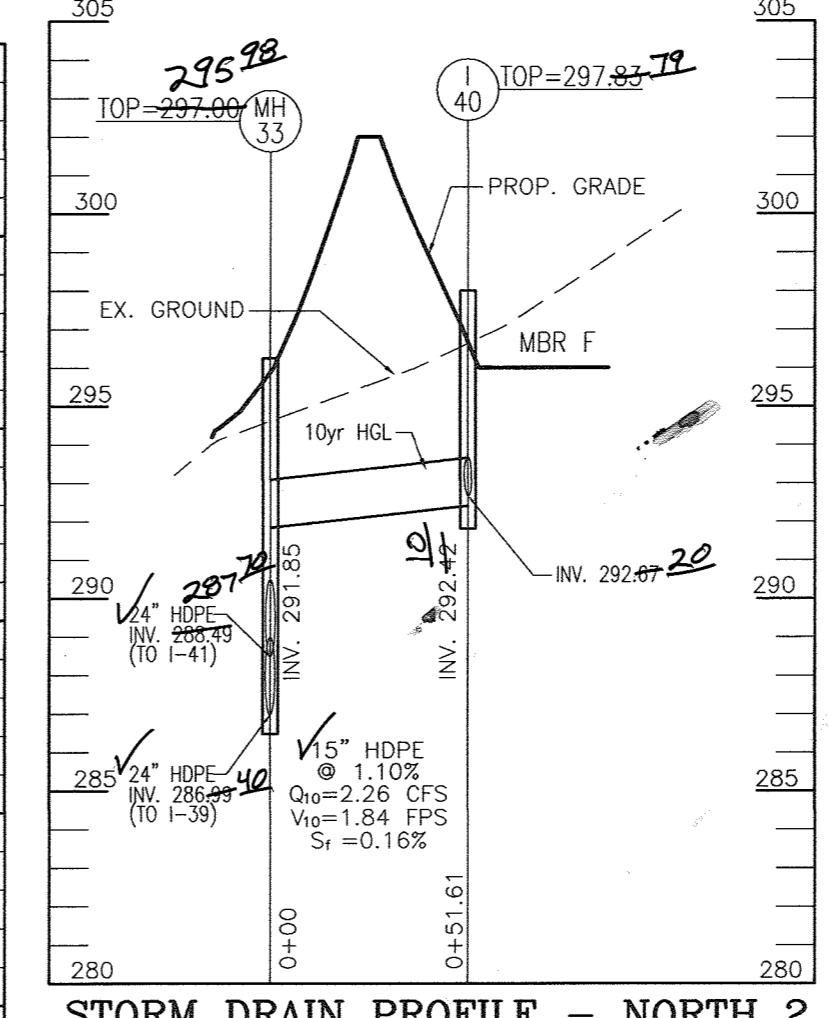 305
305
295 98
TOP=297.00
MH
33
I
40
TOP=297.83 79
300
300
PROP. GRADE
EX. GROUND
MBR F
295
295
10yr HGL
INV. 291.85
10
INV. 292.42
INV. 292.67 20
290
290
287 70
✓ 24" HDPE
INV. 288.49
(TO I-41)
✓ 24" HDPE
INV. 286.99 40
(TO I-39)
✓ 15" HDPE
@ 1.10%
Q₁₀=2.26 CFS
V₁₀=1.84 FPS
Sf =0.16%
285
285
0+00
0+51.61
280
280
STORM DRAIN PROFILE - NORTH 2